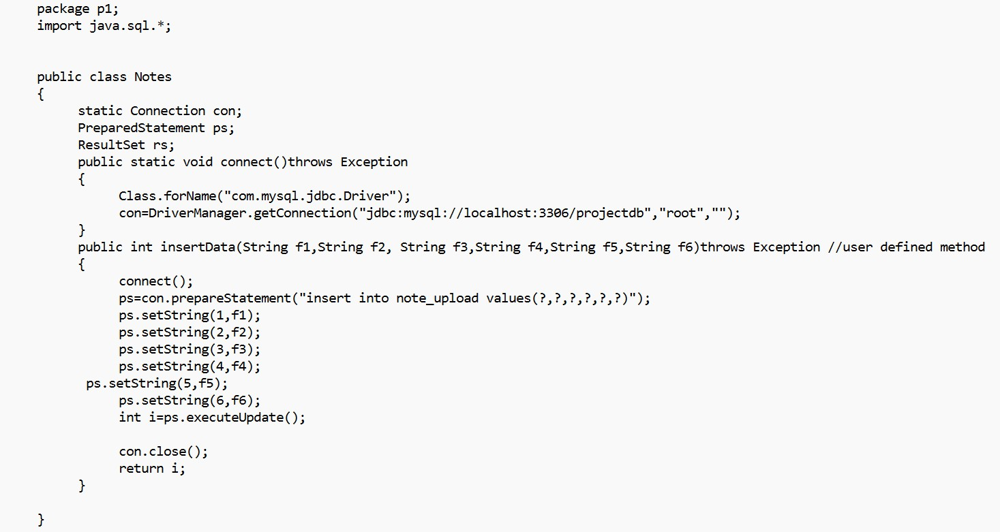 package p1;
import java.sql.*;
public class Notes
{
static Connection con;
PreparedStatement ps;
ResultSet rs;
public static void connect()throws Exception
{
Class.forName("com.mysql.jdbc.Driver");
con=DriverManager.getConnection("jdbc:mysql://localhost:3306/projectdb","root","");
}
public int insertData(String f1,String f2, String f3,String f4,String f5,String f6)throws Exception //user defined method
{
connect();
ps=con.prepareStatement("insert into note_upload values(?,?,?,?,?,?)");
ps.setString(1,f1);
ps.setString(2,f2);
ps.setString(3,f3);
ps.setString(4,f4);
ps.setString(5,f5);
ps.setString(6,f6);
int i=ps.executeUpdate();
con.close();
return i;
}
}